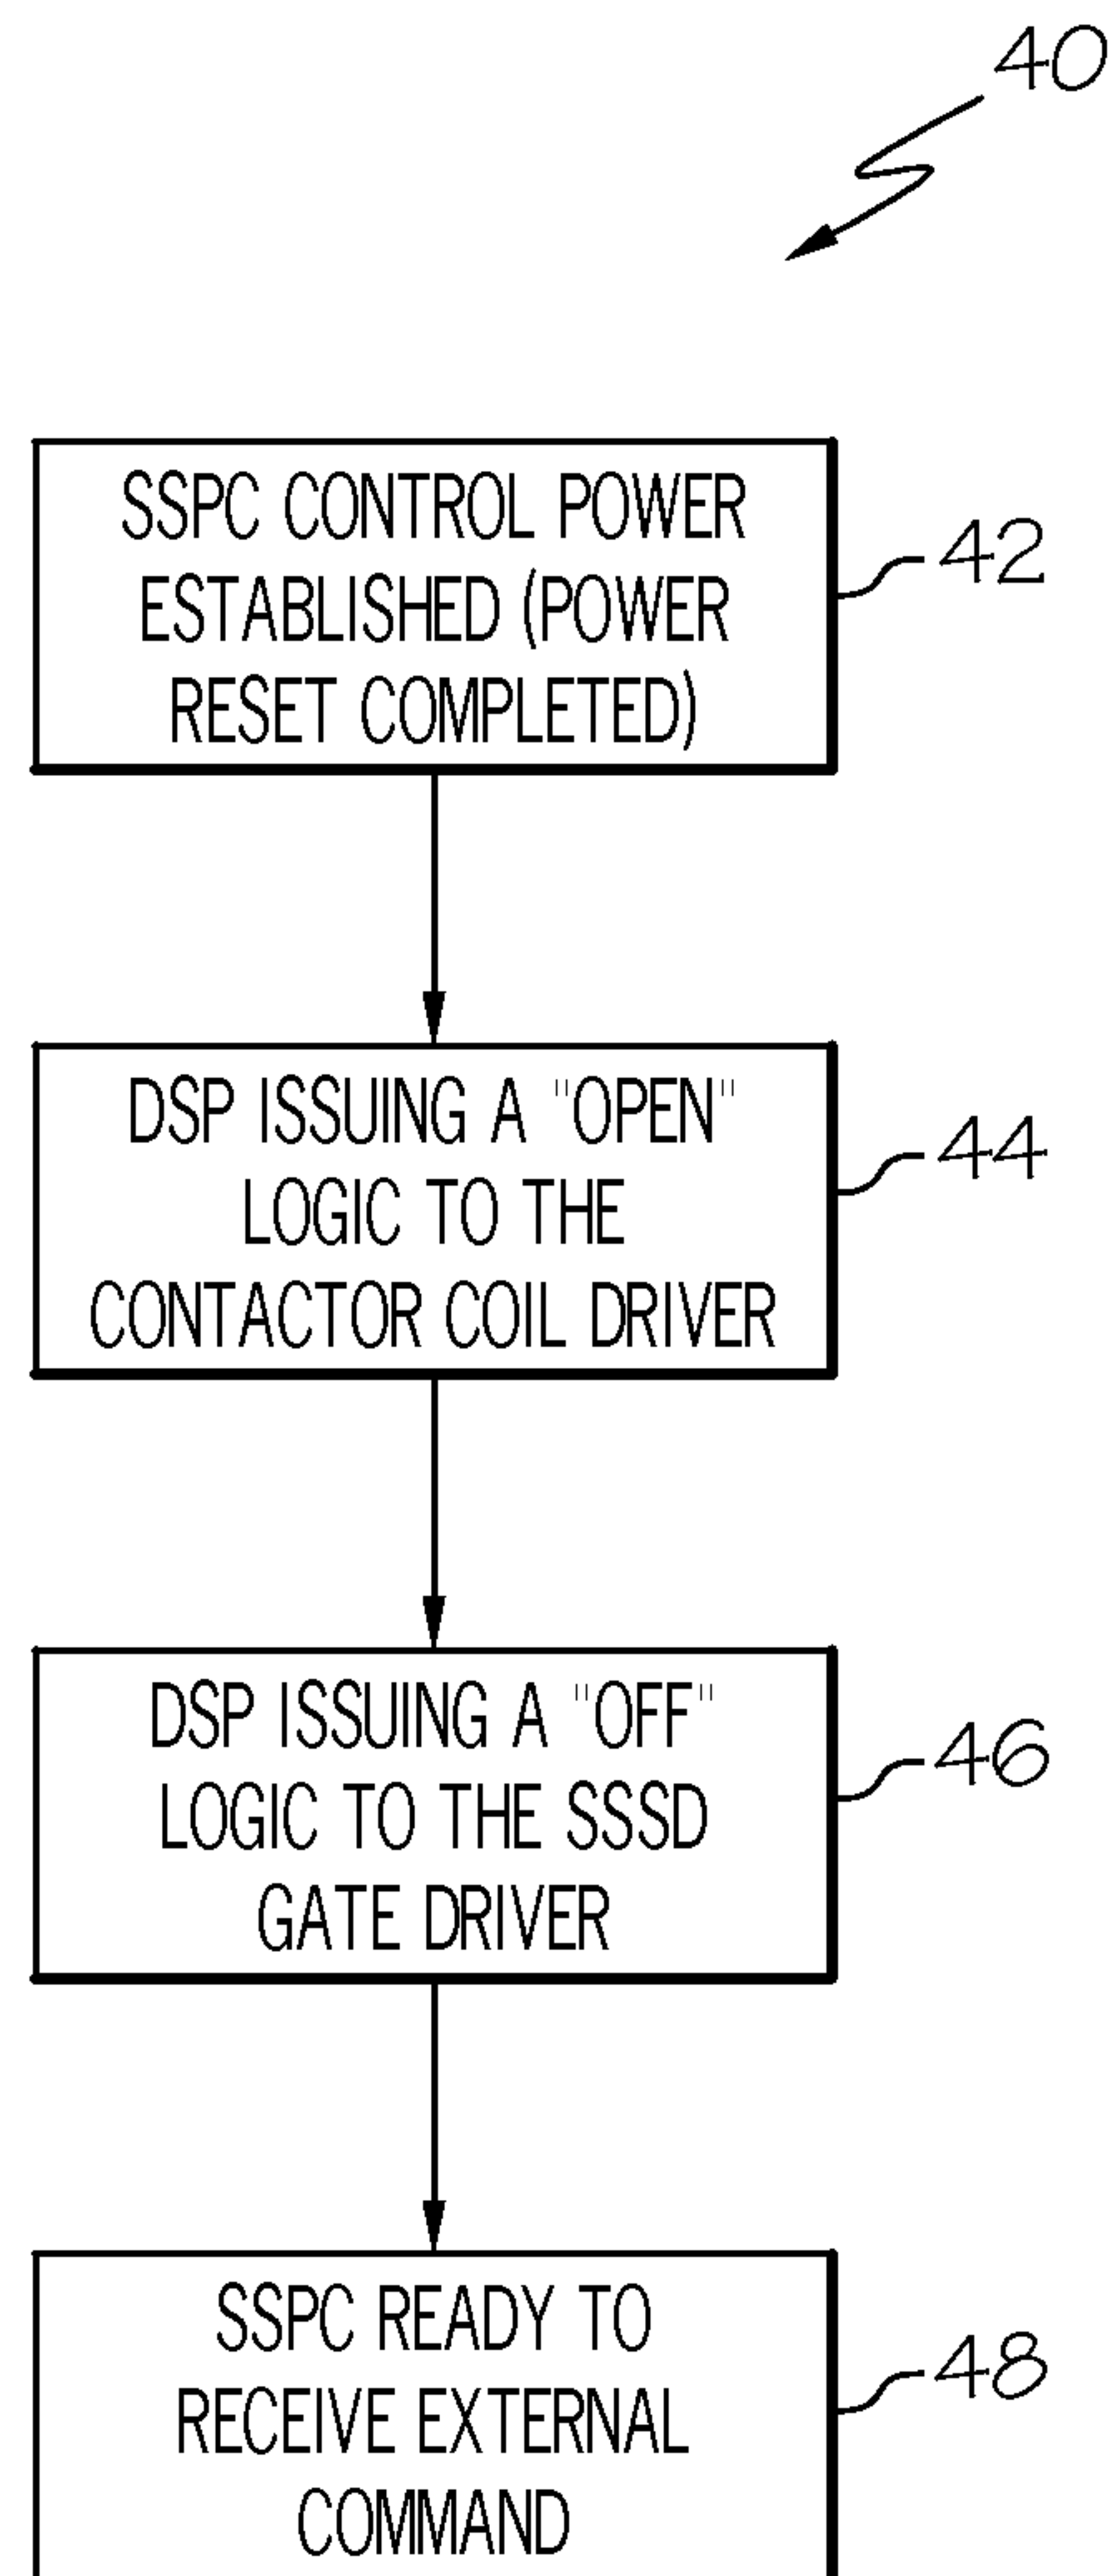 40
SSPC CONTROL POWER
ESTABLISHED (POWER
RESET COMPLETED)
42
DSP ISSUING A "OPEN"
LOGIC TO THE
CONTACTOR COIL DRIVER
44
DSP ISSUING A "OFF"
LOGIC TO THE SSSD
GATE DRIVER
46
SSPC READY TO
RECEIVE EXTERNAL
COMMAND
48